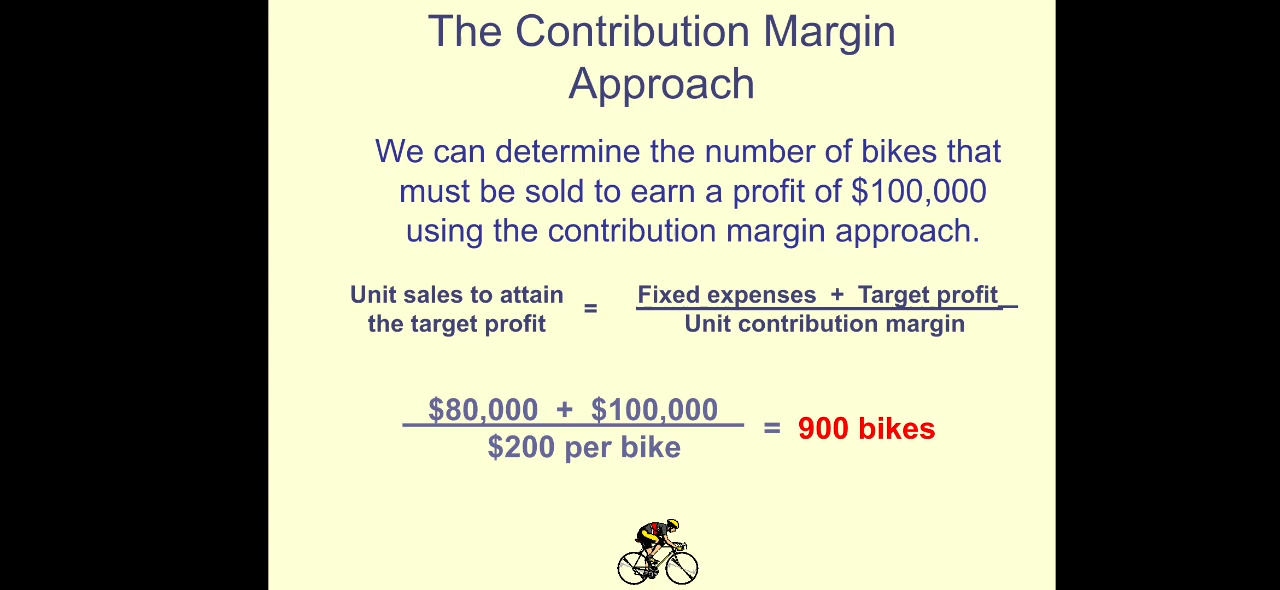 The Contribution Margin
Approach
We can determine the number of bikes that
must be sold to earn a profit of $100,000
using the contribution margin approach.
Unit sales to attain
the target profit
=
Fixed expenses + Target profit
Unit contribution margin
$80,000 + $100,000
$200 per bike
= 900 bikes